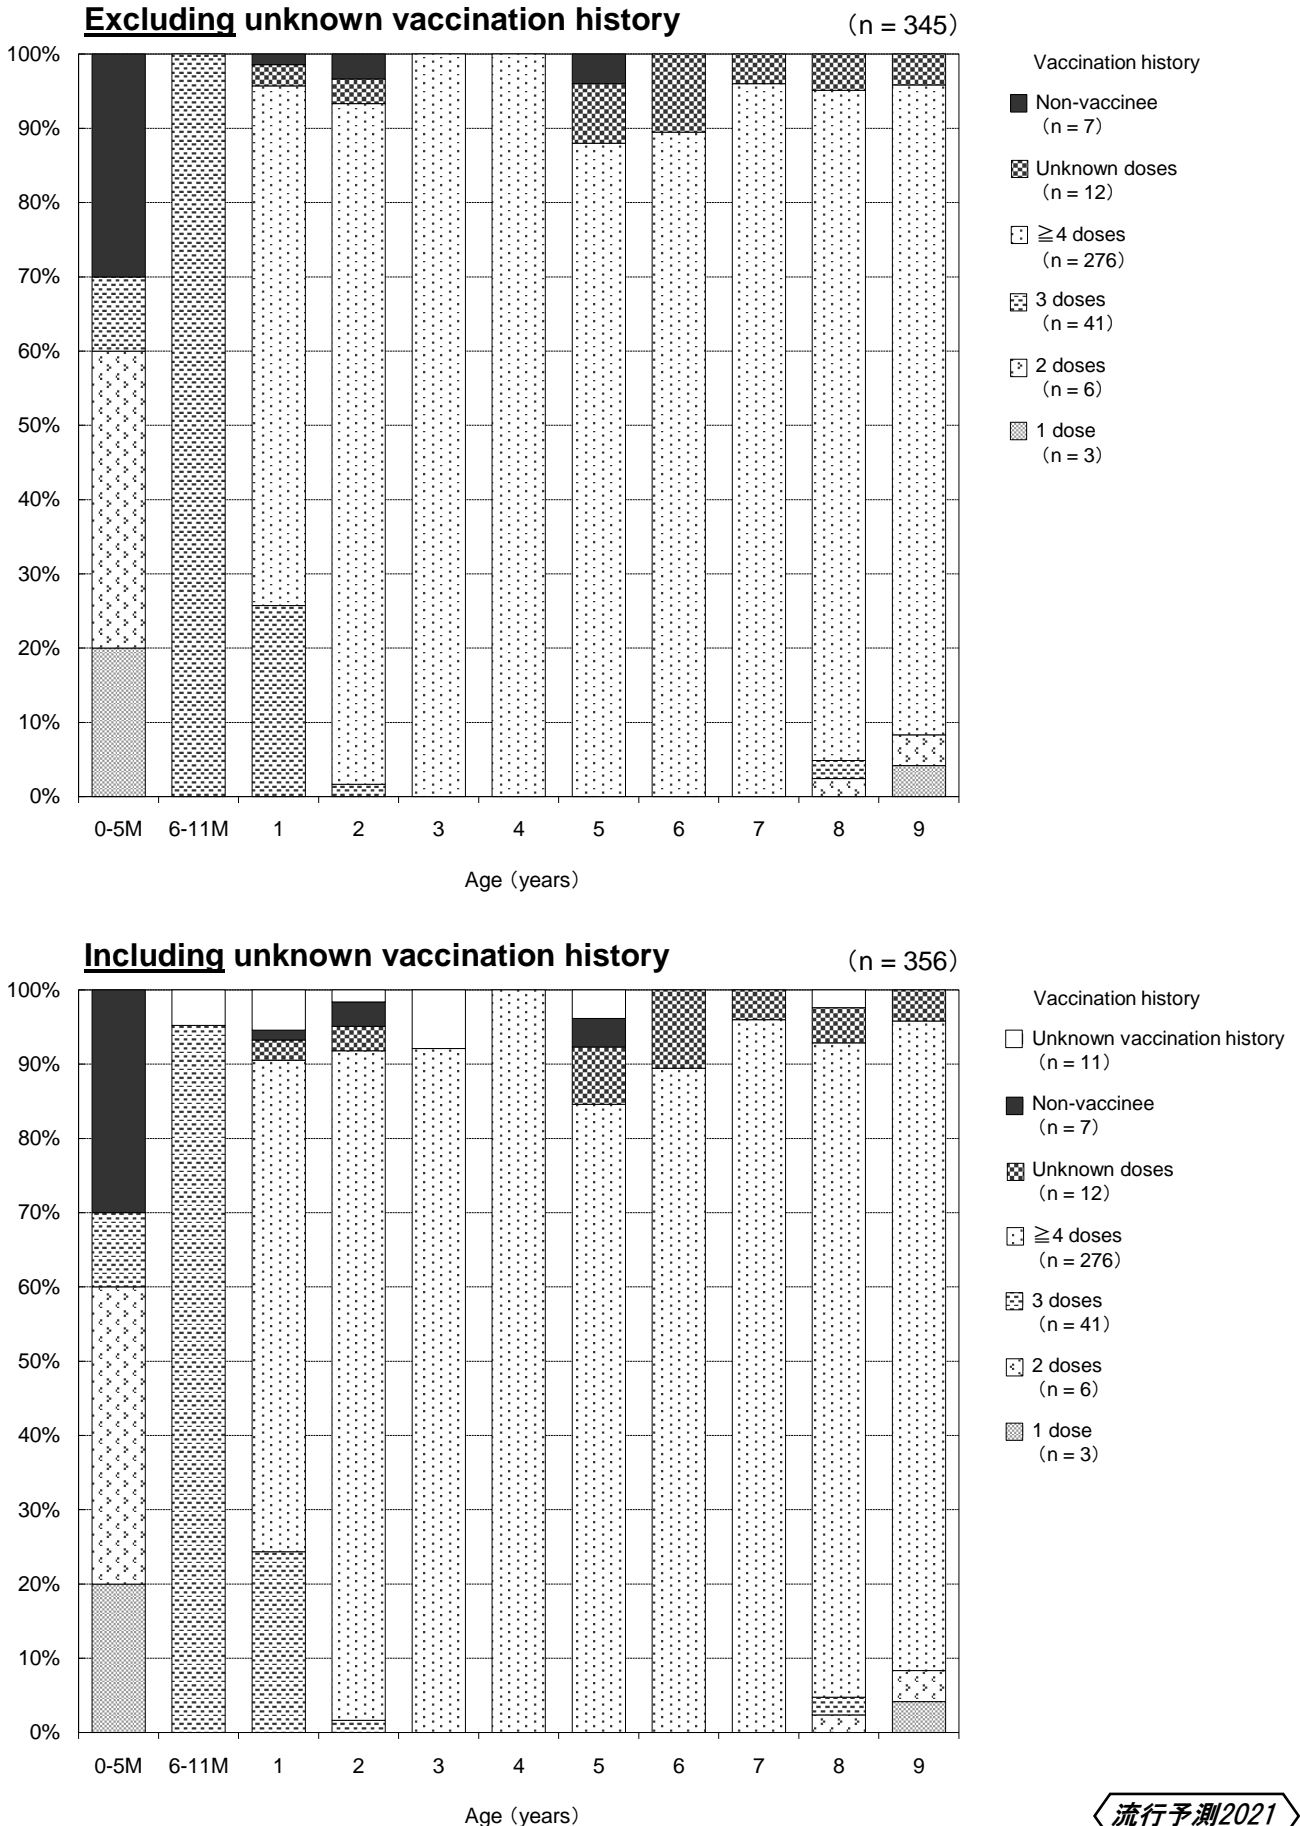 Excluding unknown vaccination history (n = 345)
100%
90%
80%
70%
60%
50%
40%
30%
20%
10%
0%
0-5M 6-11M 1 2 3 4 5 6 7 8 9
Age (years)
Vaccination history
Non-vaccinee
(n = 7)
Unknown doses
(n = 12)
≧4 doses
(n = 276)
3 doses
(n = 41)
2 doses
(n = 6)
1 dose
(n = 3)
Including unknown vaccination history (n = 356)
100%
90%
80%
70%
60%
50%
40%
30%
20%
10%
0%
0-5M 6-11M 1 2 3 4 5 6 7 8 9
Age (years)
Vaccination history
Unknown vaccination history
(n = 11)
Non-vaccinee
(n = 7)
Unknown doses
(n = 12)
≧4 doses
(n = 276)
3 doses
(n = 41)
2 doses
(n = 6)
1 dose
(n = 3)
流行予測2021